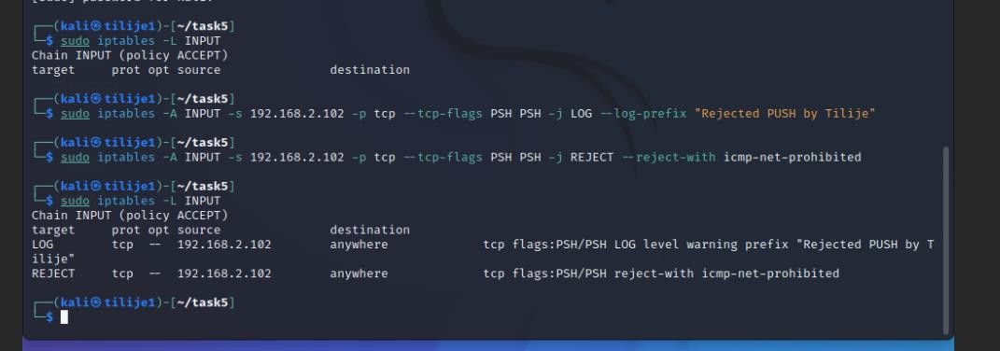 [sudo] password for kali:
┌──(kali㉿tilije1)-[~/task5]
└─$ sudo iptables -L INPUT
Chain INPUT (policy ACCEPT)
target     prot opt source               destination
┌──(kali㉿tilije1)-[~/task5]
└─$ sudo iptables -A INPUT -s 192.168.2.102 -p tcp --tcp-flags PSH PSH -j LOG --log-prefix "Rejected PUSH by Tilije"
┌──(kali㉿tilije1)-[~/task5]
└─$ sudo iptables -A INPUT -s 192.168.2.102 -p tcp --tcp-flags PSH PSH -j REJECT --reject-with icmp-net-prohibited
┌──(kali㉿tilije1)-[~/task5]
└─$ sudo iptables -L INPUT
Chain INPUT (policy ACCEPT)
target     prot opt source               destination
LOG        tcp  --  192.168.2.102        anywhere             tcp flags:PSH/PSH LOG level warning prefix "Rejected PUSH by T
ilije"
REJECT     tcp  --  192.168.2.102        anywhere             tcp flags:PSH/PSH reject-with icmp-net-prohibited
┌──(kali㉿tilije1)-[~/task5]
└─$